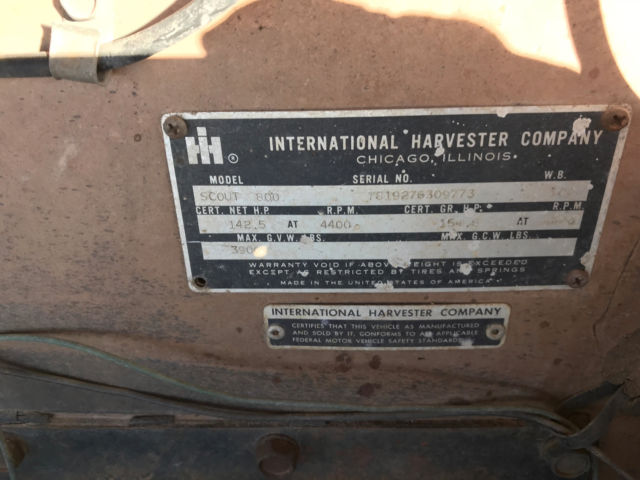 IH ® INTERNATIONAL HARVESTER COMPANY
CHICAGO, ILLINOIS
MODEL SERIAL NO. W.B.
SCOUT 800
CERT. NET H.P. R.P.M. CERT. GR. H.P. R.P.M.
142.5 AT 4400 AT
MAX. G.V.W. LBS. MAX. G.C.W. LBS.
3900
WARRANTY VOID IF ABOVE WEIGHT IS EXCEEDED
EXCEPT AS RESTRICTED BY TIRES AND SPRINGS
MADE IN THE UNITED STATES OF AMERICA
INTERNATIONAL HARVESTER COMPANY
CERTIFIES THAT THIS VEHICLE AS MANUFACTURED
AND SOLD BY IT, CONFORMS TO ALL APPLICABLE
FEDERAL MOTOR VEHICLE SAFETY STANDARDS